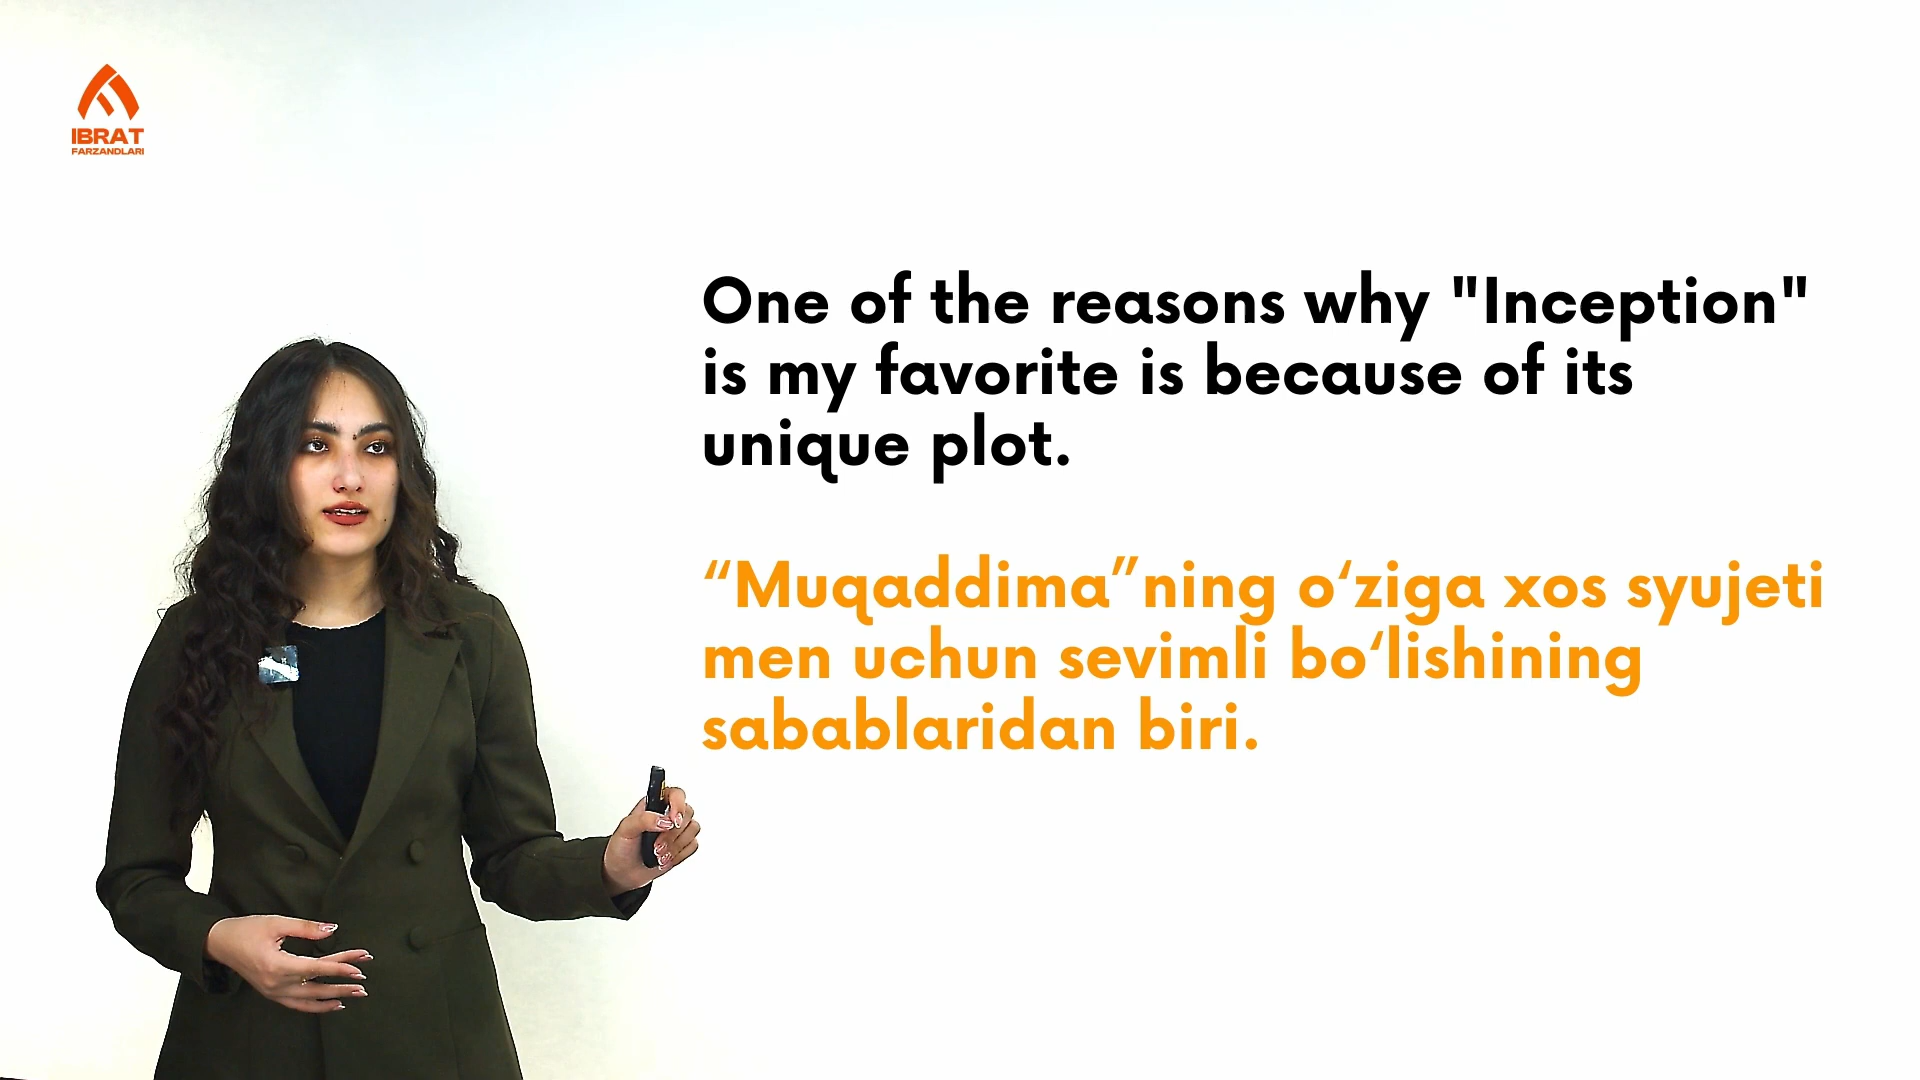 IBRAT
FARZANDLARI
One of the reasons why "Inception"
is my favorite is because of its
unique plot.
“Muqaddima”ning o‘ziga xos syujeti
men uchun sevimli bo‘lishining
sabablaridan biri.